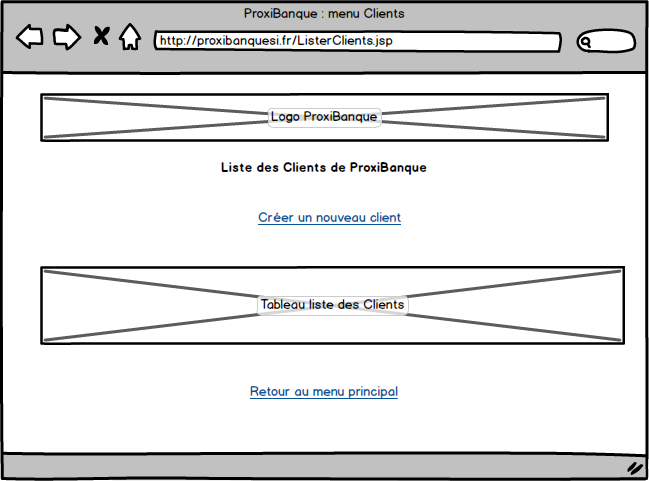 ProxiBanque : menu Clients
http://proxibanquesi.fr/ListerClients.jsp
Logo ProxiBanque
Liste des Clients de ProxiBanque
Créer un nouveau client
Tableau liste des Clients
Retour au menu principal